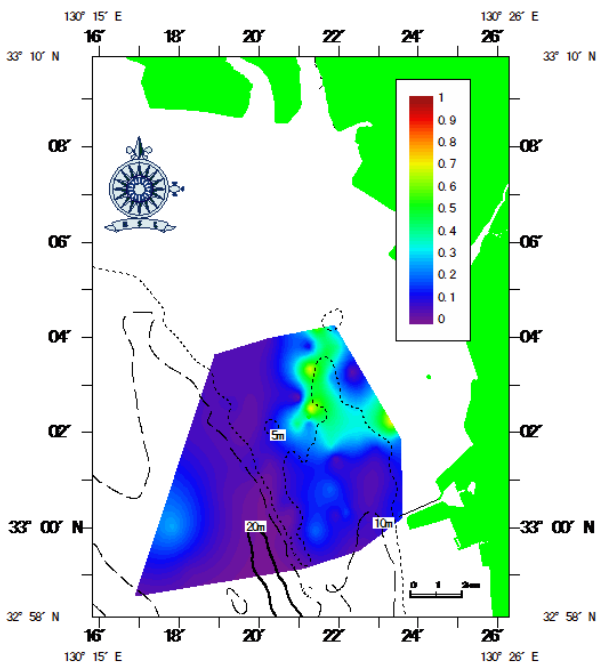 130° 15′ E 130° 26′ E
16′ 18′ 20′ 22′ 24′ 26′
33° 10′ N 33° 10′ N
08′ 08′
06′ 06′
04′ 04′
02′ 02′
33° 00′ N 33° 00′ N
32° 58′ N 32° 58′ N
1
0.9
0.8
0.7
0.6
0.5
0.4
0.3
0.2
0.1
0
5m
20m
10m
0 1 2km
16′ 18′ 20′ 22′ 24′ 26′
130° 15′ E 130° 26′ E